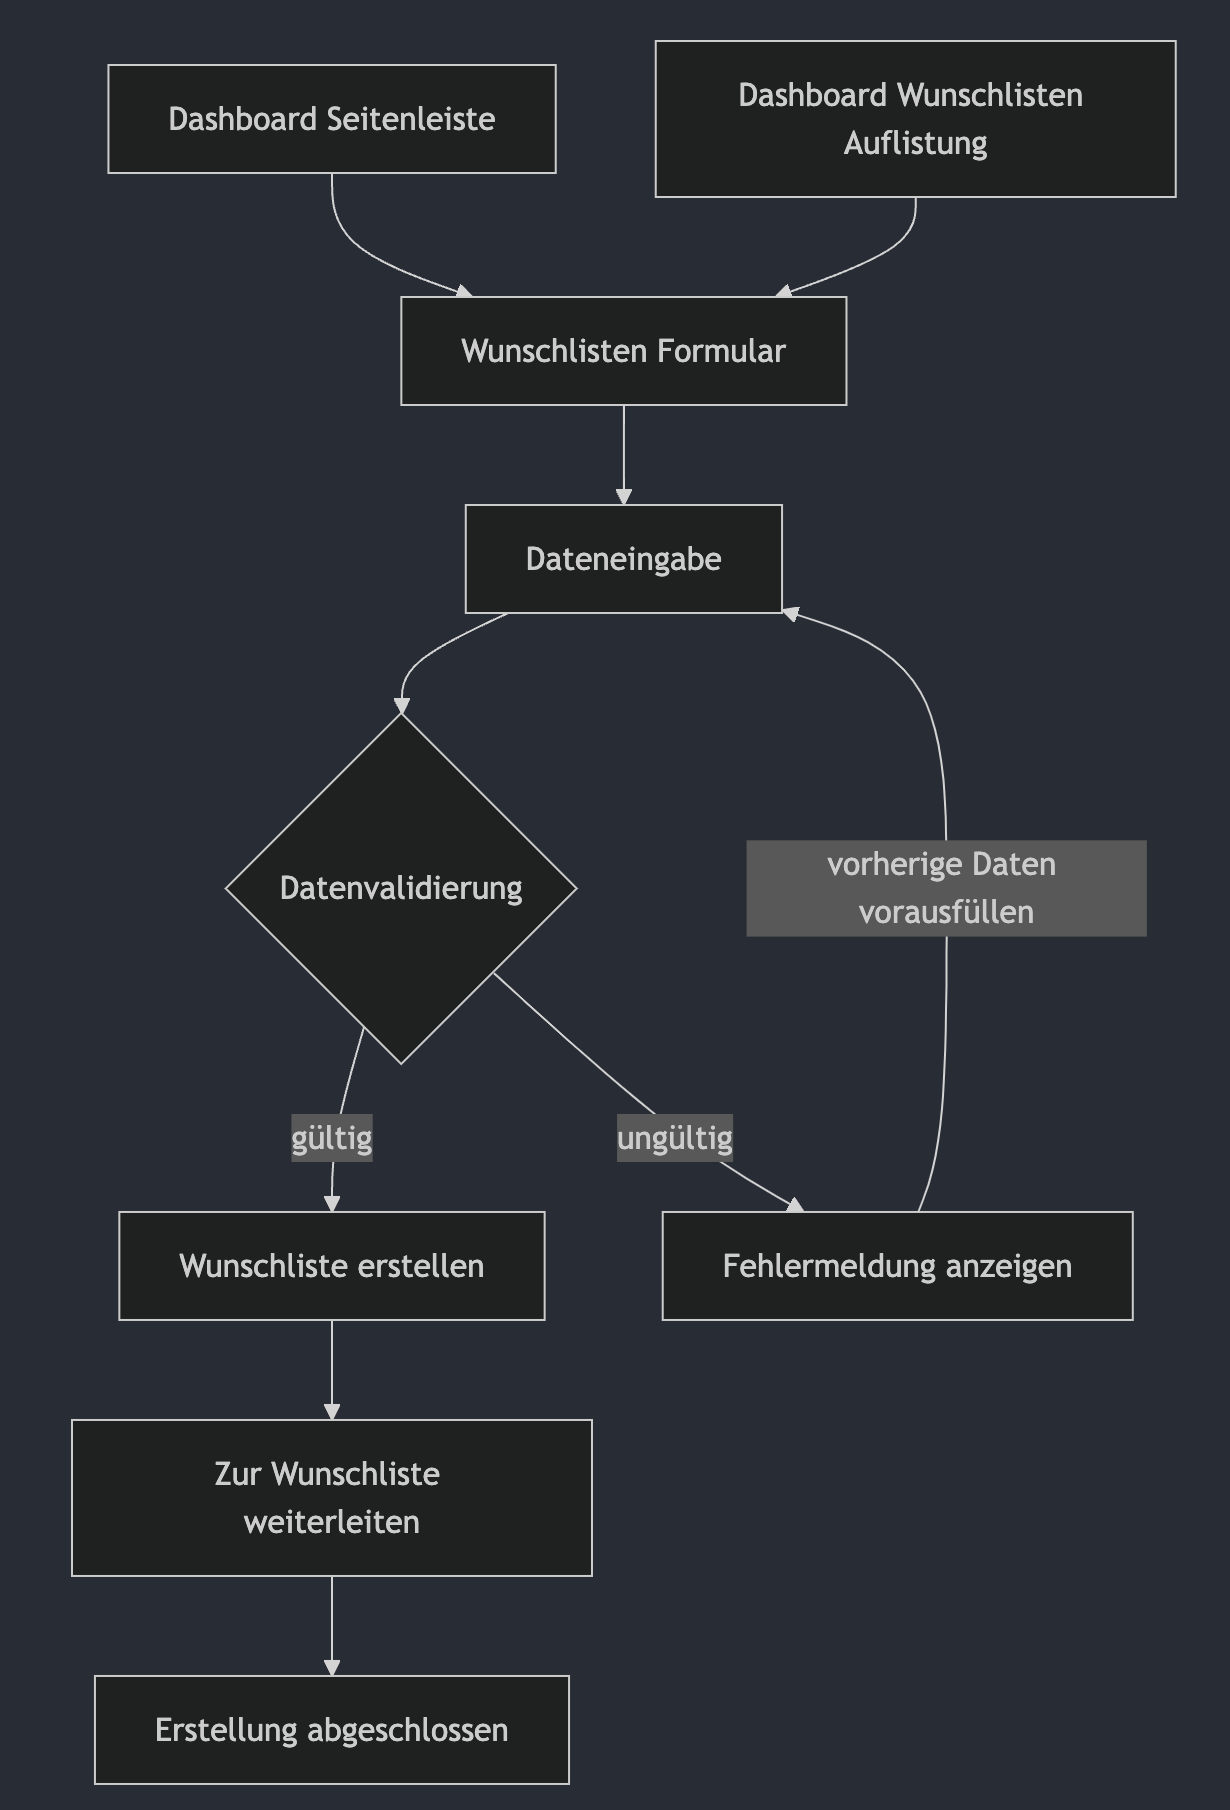 Dashboard Seitenleiste
Dashboard Wunschlisten
Auflistung
Wunschlisten Formular
Dateneingabe
Datenvalidierung
vorherige Daten
vorausfüllen
gültig
ungültig
Wunschliste erstellen
Fehlermeldung anzeigen
Zur Wunschliste
weiterleiten
Erstellung abgeschlossen